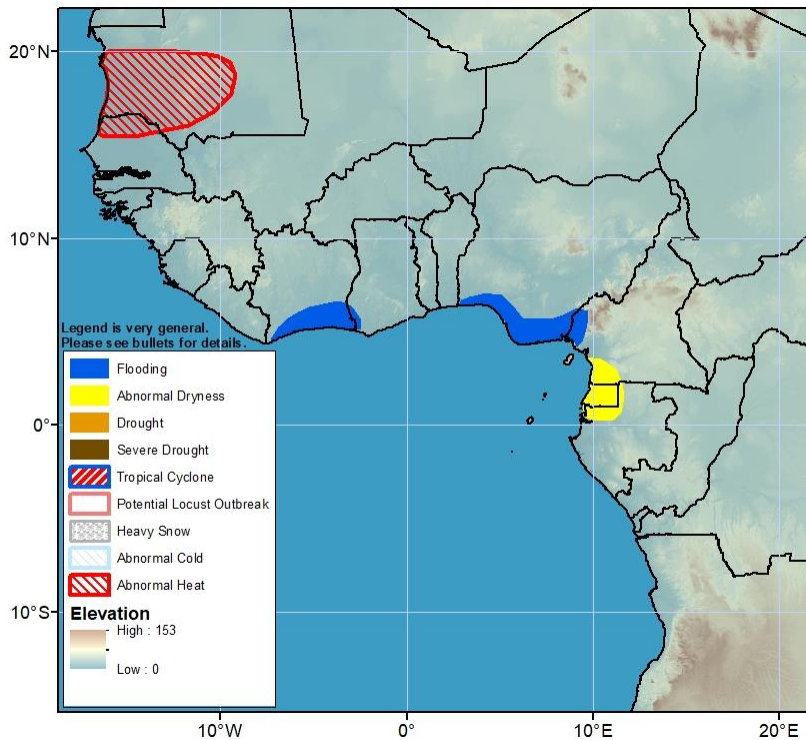 20°N
10°N
0°
10°S
Legend is very general.
Please see bullets for details.
Flooding
Abnormal Dryness
Drought
Severe Drought
Tropical Cyclone
Potential Locust Outbreak
Heavy Snow
Abnormal Cold
Abnormal Heat
Elevation
High : 153
Low : 0
10°W
0°
10°E
20°E